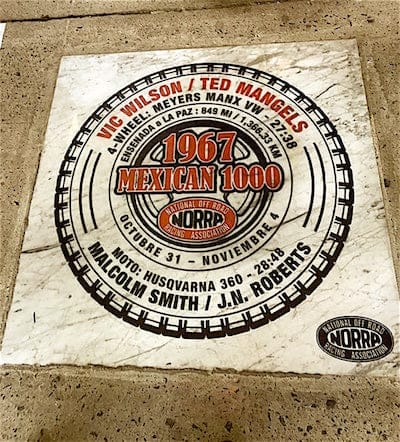 VIC WILSON / TED MANGELS
4-WHEEL: MEYERS MANX VW / 27:38
ENSENADA a LA PAZ : 849 MI / 1,366.33 KM
1967
MEXICAN 1000
NATIONAL OFF ROAD
NORRA
RACING ASSOCIATION
OCTUBRE 31 - NOVIEMBRE 4
MOTO: HUSQVARNA 360 - 28:48
MALCOLM SMITH / J.N. ROBERTS
NATIONAL OFF ROAD
NORRA
RACING ASSOCIATION